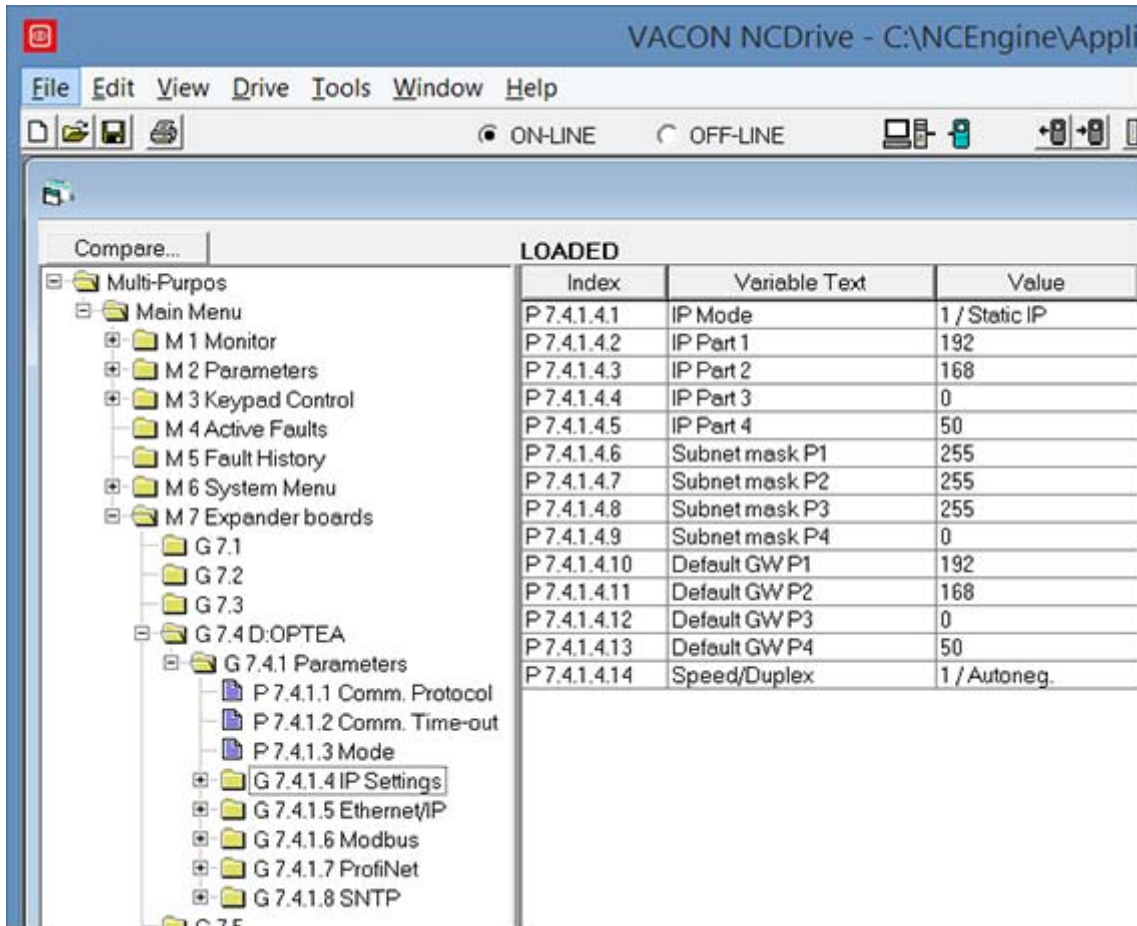 VACON NCDrive - C:\NCEngine\Appli
File Edit View Drive Tools Window Help
ON-LINE OFF-LINE
Compare...
LOADED
Multi-Purpos
Main Menu
M 1 Monitor
M 2 Parameters
M 3 Keypad Control
M 4 Active Faults
M 5 Fault History
M 6 System Menu
M 7 Expander boards
G 7.1
G 7.2
G 7.3
G 7.4 D:OPTEA
G 7.4.1 Parameters
P 7.4.1.1 Comm. Protocol
P 7.4.1.2 Comm. Time-out
P 7.4.1.3 Mode
G 7.4.1.4 IP Settings
G 7.4.1.5 Ethernet/IP
G 7.4.1.6 Modbus
G 7.4.1.7 ProfiNet
G 7.4.1.8 SNTP
G 7.5
Index Variable Text Value
P 7.4.1.4.1 IP Mode 1 / Static IP
P 7.4.1.4.2 IP Part 1 192
P 7.4.1.4.3 IP Part 2 168
P 7.4.1.4.4 IP Part 3 0
P 7.4.1.4.5 IP Part 4 50
P 7.4.1.4.6 Subnet mask P1 255
P 7.4.1.4.7 Subnet mask P2 255
P 7.4.1.4.8 Subnet mask P3 255
P 7.4.1.4.9 Subnet mask P4 0
P 7.4.1.4.10 Default GW P1 192
P 7.4.1.4.11 Default GW P2 168
P 7.4.1.4.12 Default GW P3 0
P 7.4.1.4.13 Default GW P4 50
P 7.4.1.4.14 Speed/Duplex 1 / Autoneg.